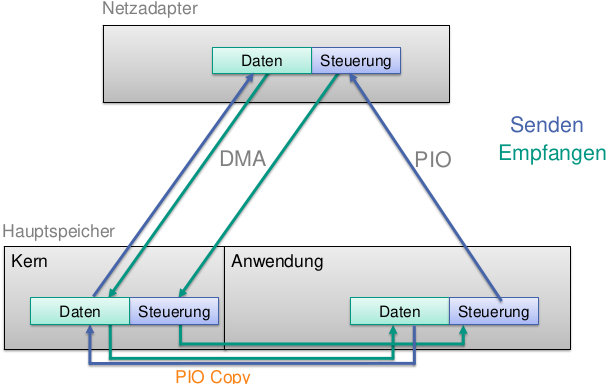 Netzadapter
Daten
Steuerung
DMA
PIO
Senden
Empfangen
Hauptspeicher
Kern
Anwendung
Daten
Steuerung
Daten
Steuerung
PIO Copy